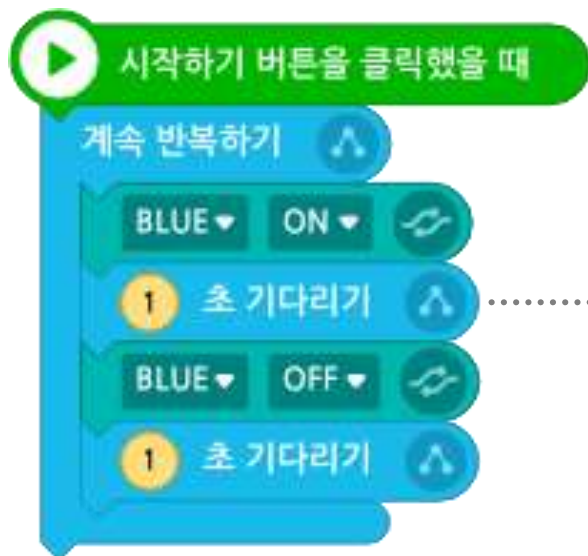 시작하기 버튼을 클릭했을 때
계속 반복하기
BLUE ON
1 초 기다리기
BLUE OFF
1 초 기다리기